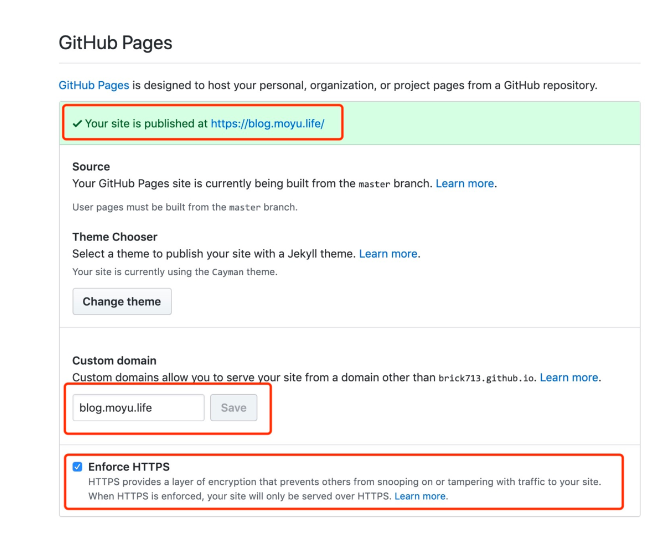 GitHub Pages
GitHub Pages is designed to host your personal, organization, or project pages from a GitHub repository.
✓ Your site is published at https://blog.moyu.life/
Source
Your GitHub Pages site is currently being built from the master branch. Learn more.
User pages must be built from the master branch.
Theme Chooser
Select a theme to publish your site with a Jekyll theme. Learn more.
Your site is currently using the Cayman theme.
Change theme
Custom domain
Custom domains allow you to serve your site from a domain other than brick713.github.io. Learn more.
blog.moyu.life Save
Enforce HTTPS
HTTPS provides a layer of encryption that prevents others from snooping on or tampering with traffic to your site.
When HTTPS is enforced, your site will only be served over HTTPS. Learn more.